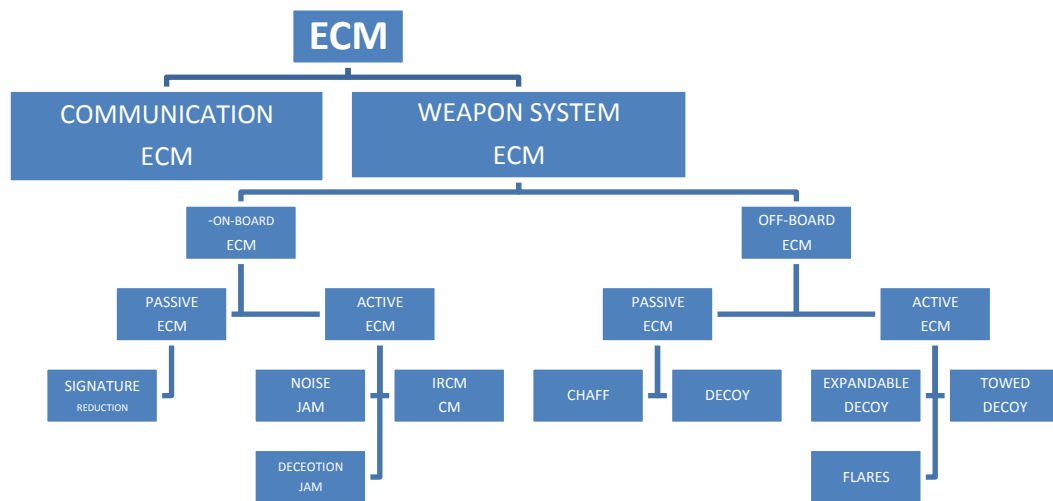 ECM
COMMUNICATION
ECM
WEAPON SYSTEM
ECM
-ON-BOARD
ECM
OFF-BOARD
ECM
PASSIVE
ECM
ACTIVE
ECM
PASSIVE
ECM
ACTIVE
ECM
SIGNATURE
REDUCTION
NOISE
JAM
IRCM
CM
CHAFF
DECOY
EXPANDABLE
DECOY
TOWED
DECOY
DECEOTION
JAM
FLARES